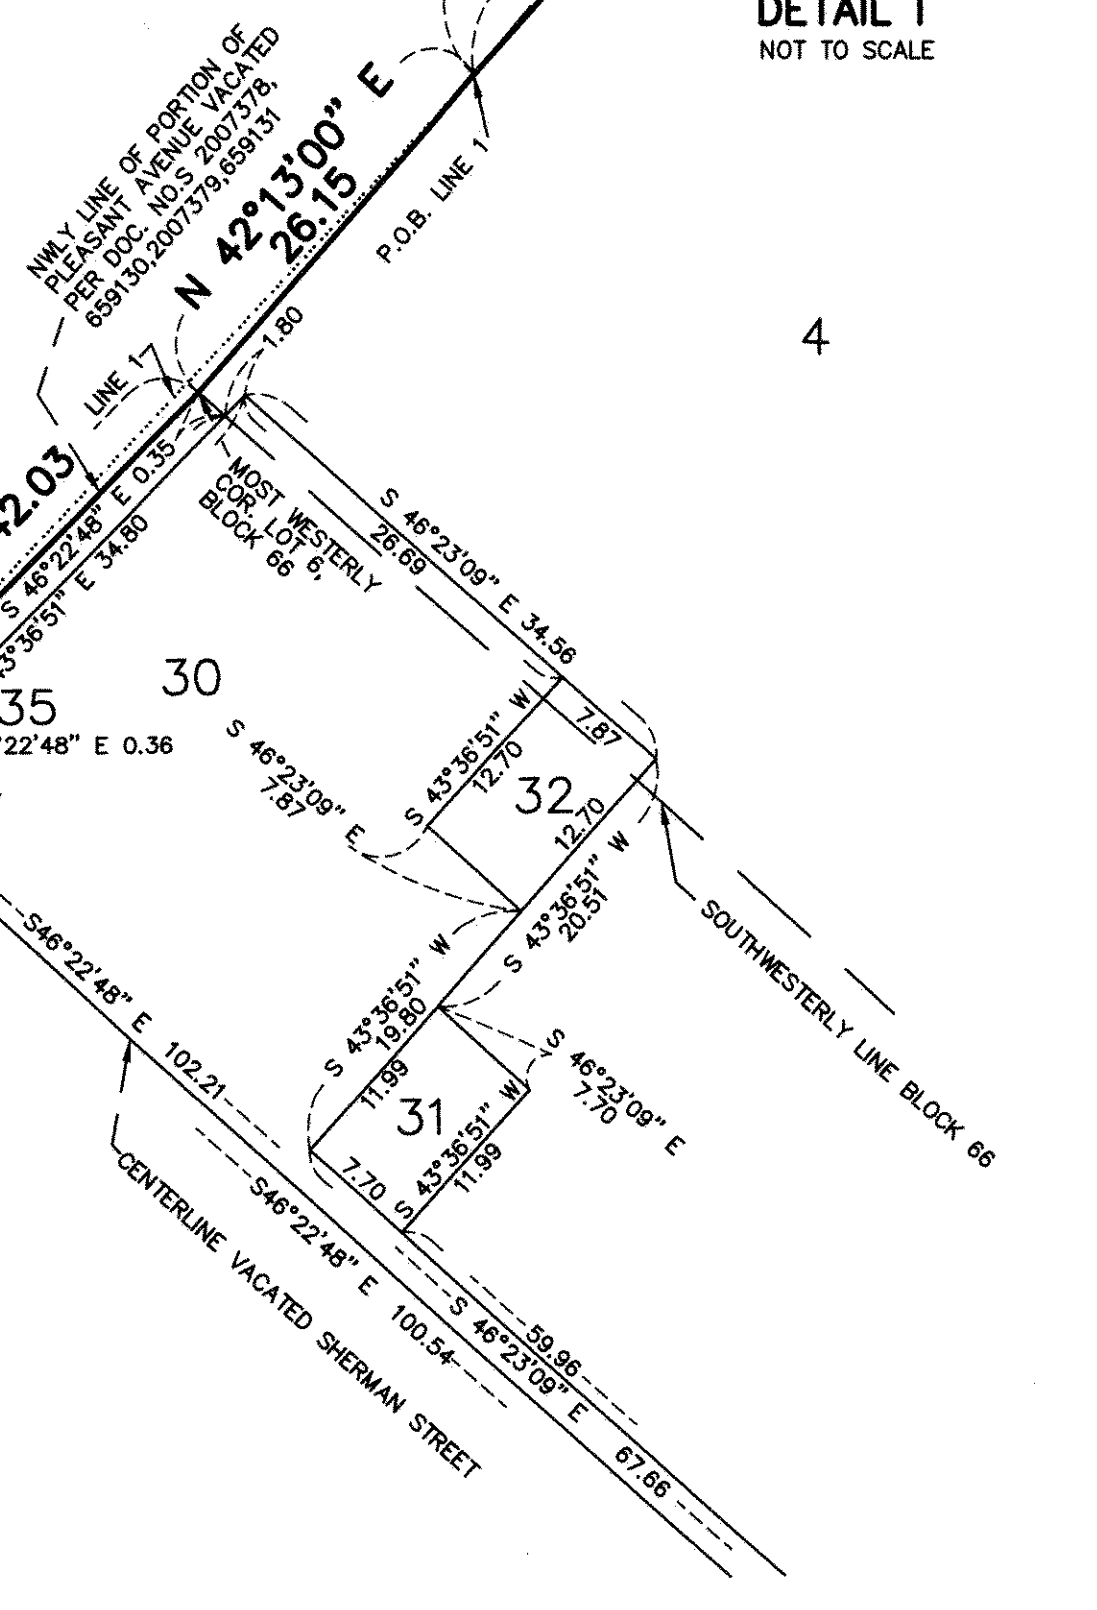 DETAIL 1
NOT TO SCALE
NWLY LINE OF PORTION OF
PLEASANT AVENUE VACATED
PER DOC. NO.S 2007378,
659130,2007379,659131
N 42°13'00" E
26.15
P.O.B. LINE 1
4
1.80
LINE 1
42.03
S 46°22'48" E 0.35
43°36'51" E 34.80
MOST WESTERLY
COR. LOT 6,
BLOCK 66
S 46°23'09" E 34.56
26.69
30
35
°22'48" E 0.36
S 46°23'09" E
7.87
S 43°36'51" W
12.70
7.87
32
12.70
S 43°36'51" W
20.51
SOUTHWESTERLY LINE BLOCK 66
S46°22'48" E 102.21
S 43°36'51" W
19.80
11.99
31
S 46°23'09" E
7.70
S 43°36'51" W
11.99
7.70
CENTERLINE VACATED SHERMAN STREET
S46°22'48" E 100.54
59.96
S 46°23'09" E 67.66